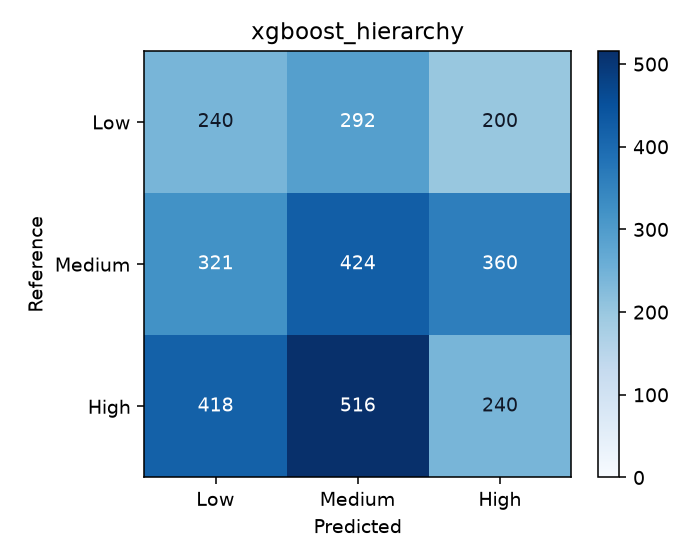 xgboost_hierarchy
500
Low 240 292 200
400
300
Reference
Medium 321 424 360
200
High 418 516 240
100
0
Low Medium High
Predicted